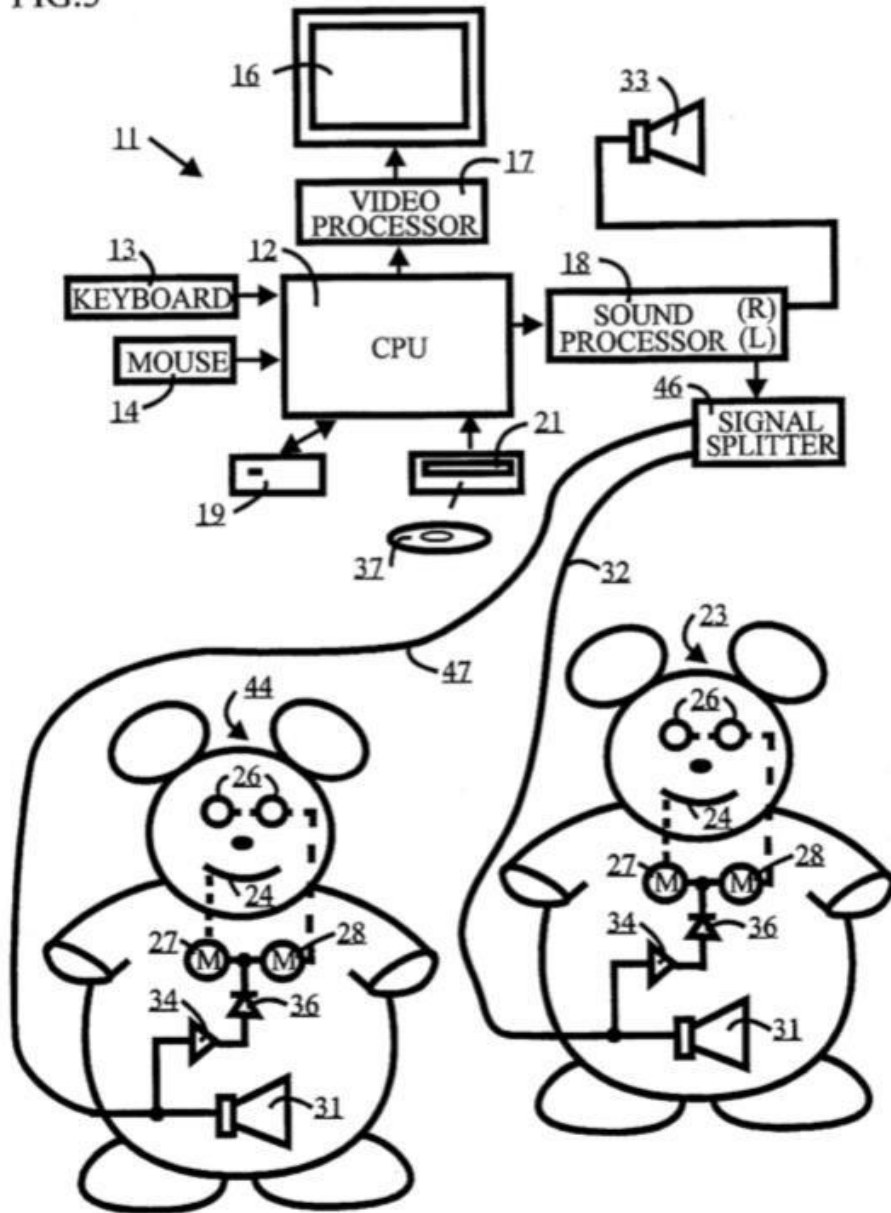 16
33
11
17
VIDEO
PROCESSOR
13
12
18
KEYBOARD
CPU
SOUND (R)
PROCESSOR (L)
MOUSE
14
46
SIGNAL
SPLITTER
21
19
37
32
23
47
44
26
26
24
24
27
M
M
28
27
M
M
28
34
36
34
36
31
31